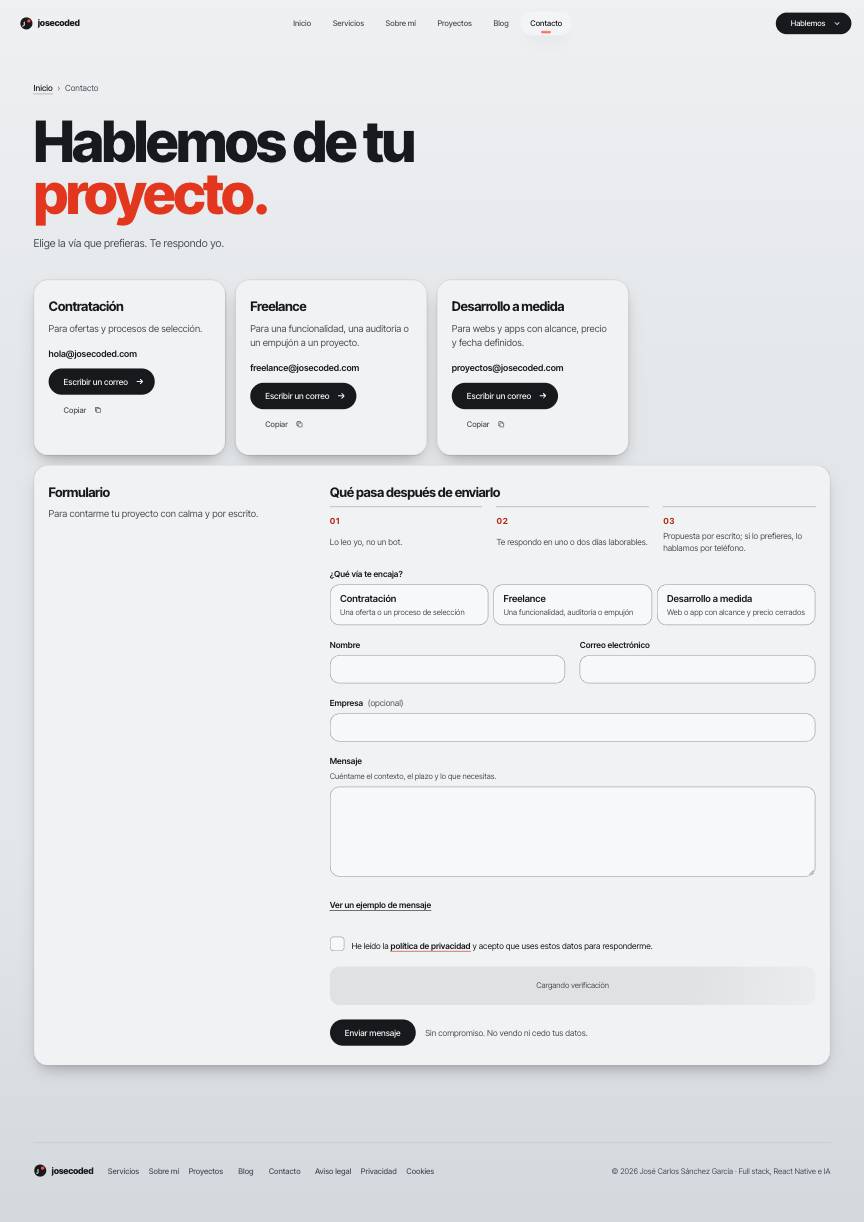 josecoded
Inicio Servicios Sobre mí Proyectos Blog Contacto
Hablemos
Inicio › Contacto
Hablemos de tu
proyecto.
Elige la vía que prefieras. Te respondo yo.
Contratación
Para ofertas y procesos de selección.
hola@josecoded.com
Escribir un correo →
Copiar
Freelance
Para una funcionalidad, una auditoría o
un empujón a un proyecto.
freelance@josecoded.com
Escribir un correo →
Copiar
Desarrollo a medida
Para webs y apps con alcance, precio
y fecha definidos.
proyectos@josecoded.com
Escribir un correo →
Copiar
Formulario
Para contarme tu proyecto con calma y por escrito.
Qué pasa después de enviarlo
01
Lo leo yo, no un bot.
02
Te respondo en uno o dos días laborables.
03
Propuesta por escrito; si lo prefieres, lo
hablamos por teléfono.
¿Qué vía te encaja?
Contratación
Una oferta o un proceso de selección
Freelance
Una funcionalidad, auditoría o empujón
Desarrollo a medida
Web o app con alcance y precio cerrados
Nombre
Correo electrónico
Empresa (opcional)
Mensaje
Cuéntame el contexto, el plazo y lo que necesitas.
Ver un ejemplo de mensaje
He leído la política de privacidad y acepto que uses estos datos para responderme.
Cargando verificación
Enviar mensaje
Sin compromiso. No vendo ni cedo tus datos.
josecoded
Servicios Sobre mí Proyectos Blog Contacto Aviso legal Privacidad Cookies
© 2026 José Carlos Sánchez García · Full stack, React Native e IA